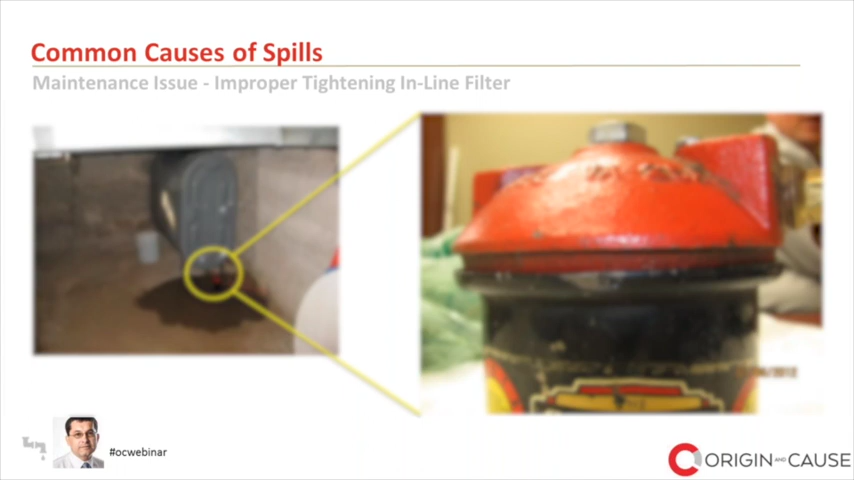 Common Causes of Spills
Maintenance Issue - Improper Tightening In-Line Filter
#ocwebinar
ORIGIN AND CAUSE